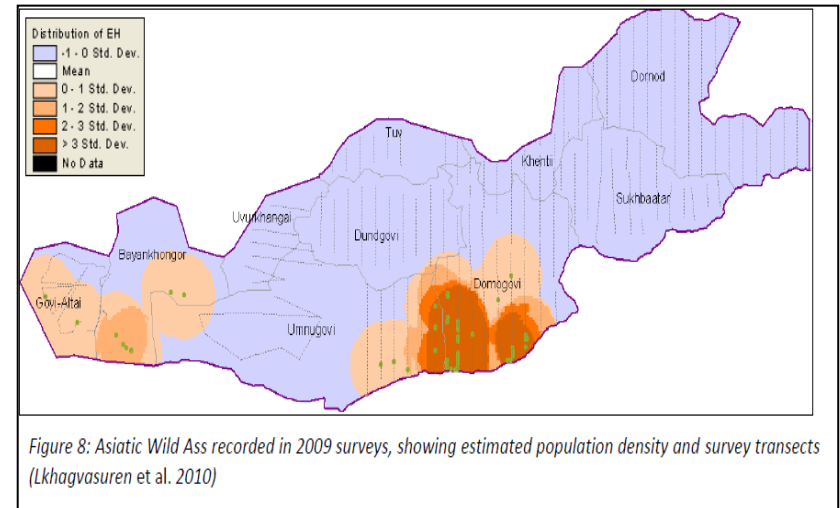 Distribution of EH
-1 - 0 Std. Dev.
Mean
0 - 1 Std. Dev.
1 - 2 Std. Dev.
2 - 3 Std. Dev.
> 3 Std. Dev.
No Data
Dornod
Tuv
Khentii
Sukhbaatar
Uvurkhangai
Dundgovi
Bayankhongor
Dornogovi
Govi-Altai
Umnugovi
Figure 8: Asiatic Wild Ass recorded in 2009 surveys, showing estimated population density and survey transects
(Lkhagvasuren et al. 2010)